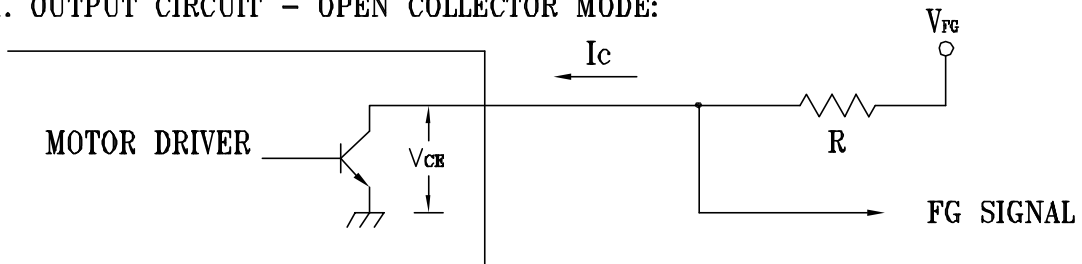 . OUTPUT CIRCUIT – OPEN COLLECTOR MODE:
VFG
Ic
MOTOR DRIVER
VCE
R
FG SIGNAL